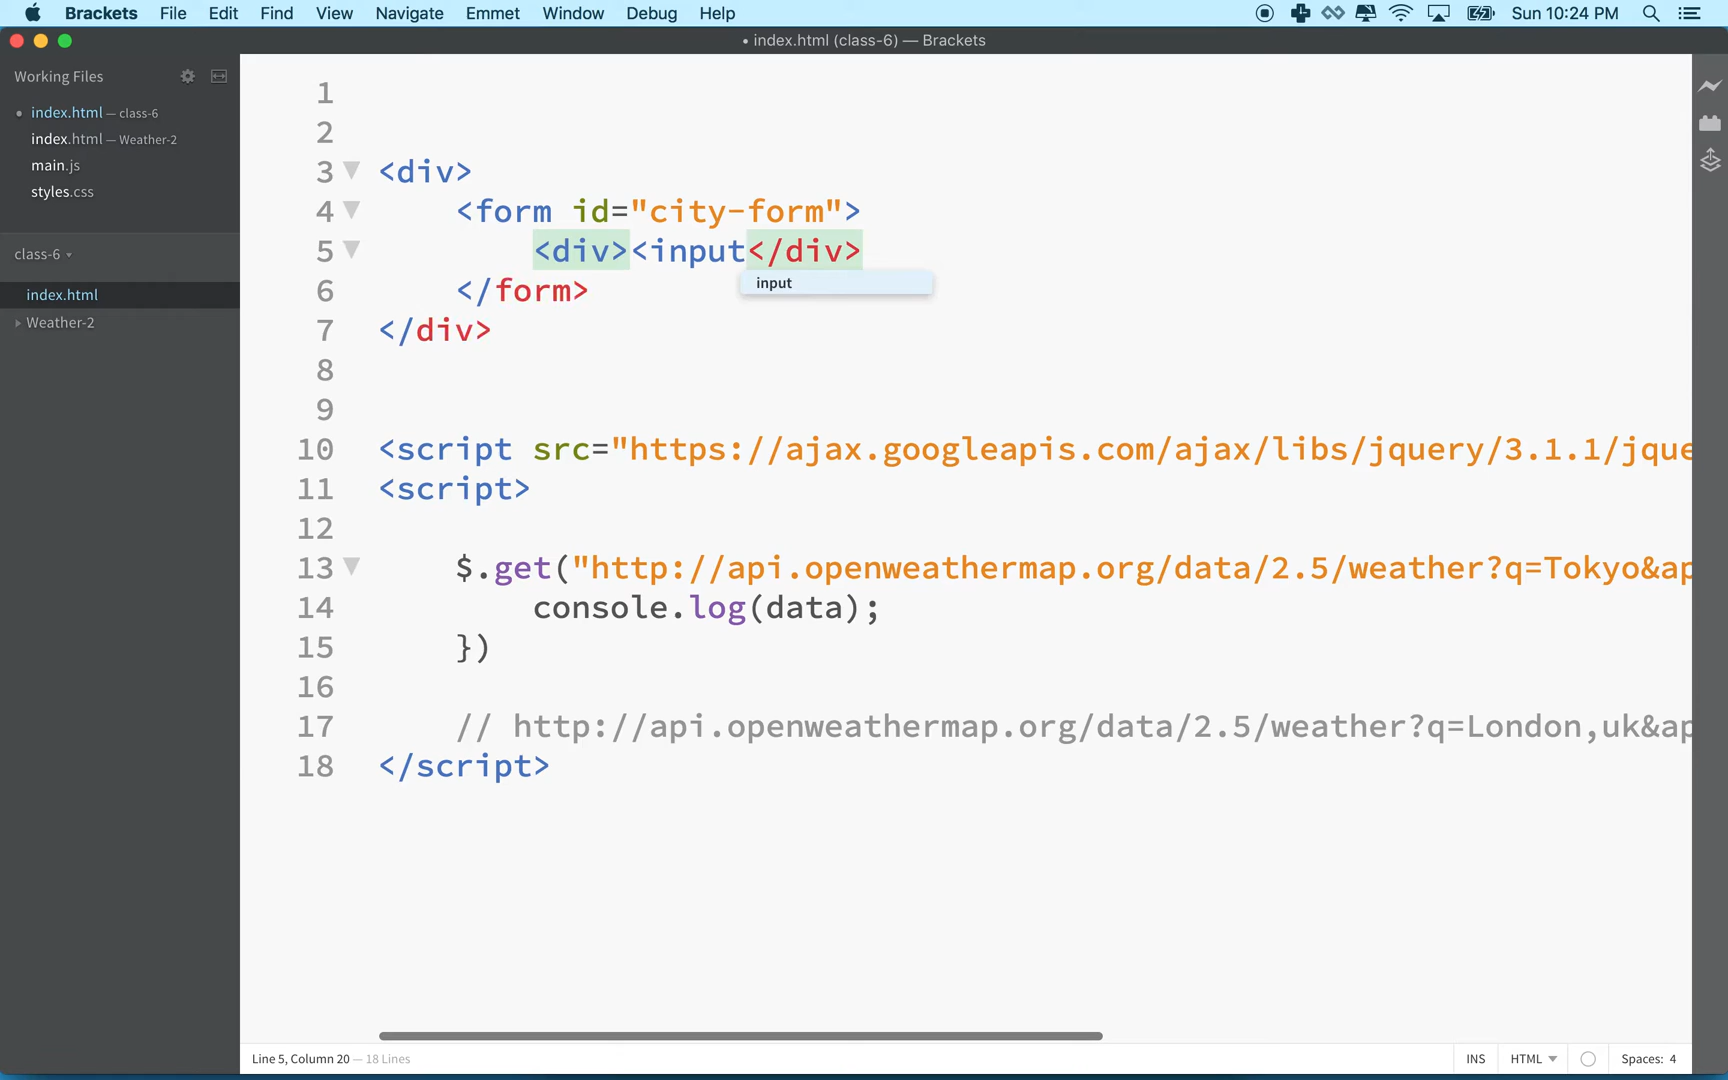 Brackets File Edit Find View Navigate Emmet Window Debug Help Sun 10:24 PM
• index.html (class-6) — Brackets
Working Files
index.html — class-6
index.html — Weather-2
main.js
styles.css
class-6
index.html
Weather-2
1
2
3 <div>
4 <form id="city-form">
5 <div><input</div>
input
6 </form>
7 </div>
8
9
10 <script src="https://ajax.googleapis.com/ajax/libs/jquery/3.1.1/jque
11 <script>
12
13 $.get("http://api.openweathermap.org/data/2.5/weather?q=Tokyo&ap
14 console.log(data);
15 })
16
17 // http://api.openweathermap.org/data/2.5/weather?q=London,uk&ap
18 </script>
Line 5, Column 20 — 18 Lines INS HTML Spaces: 4